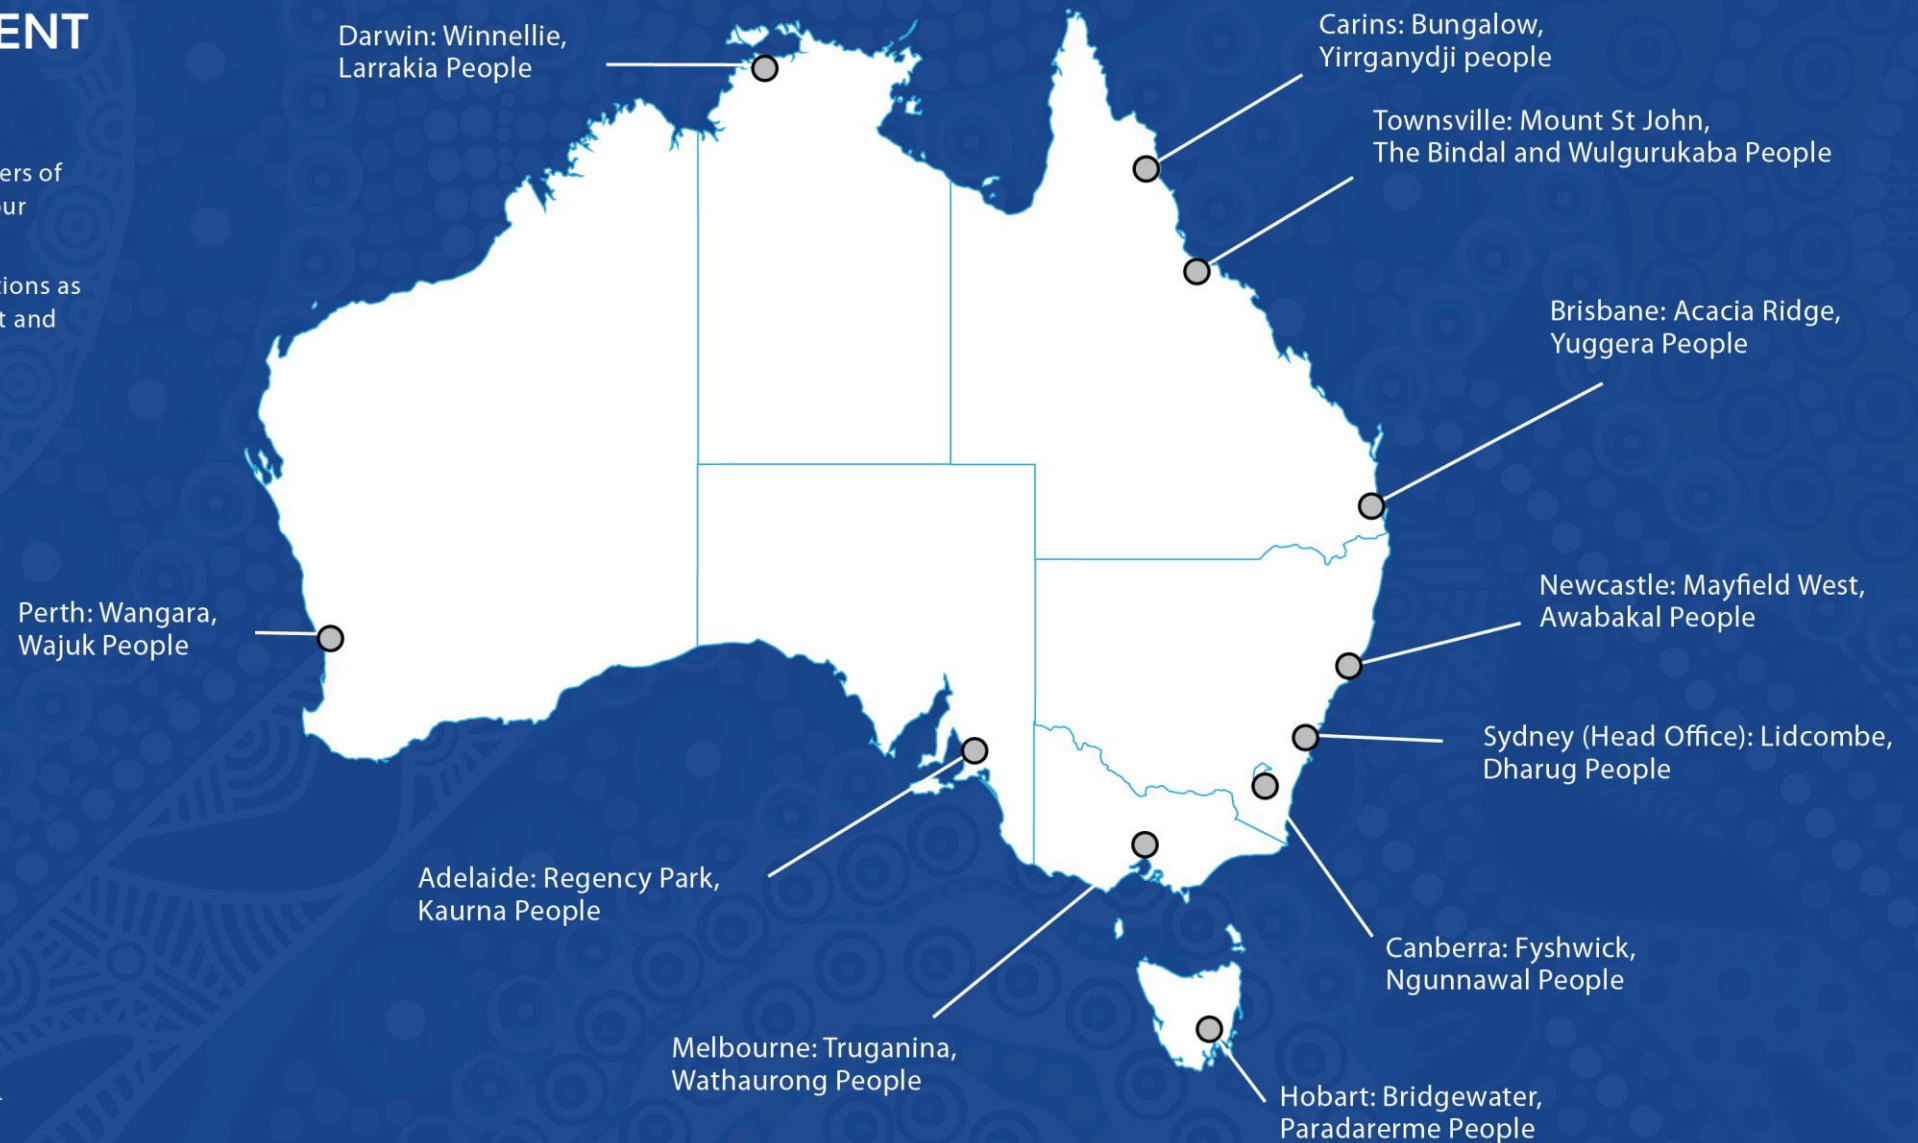 ENT
ers of
our
tions as
t and
Darwin: Winnellie,
Larrakia People
Carins: Bungalow,
Yirrganydji people
Townsville: Mount St John,
The Bindal and Wulgurukaba People
Brisbane: Acacia Ridge,
Yuggera People
Perth: Wangara,
Wajuk People
Newcastle: Mayfield West,
Awabakal People
Sydney (Head Office): Lidcombe,
Dharug People
Adelaide: Regency Park,
Kaurna People
Canberra: Fyshwick,
Ngunnawal People
Melbourne: Truganina,
Wathaurong People
Hobart: Bridgewater,
Paradarerme People